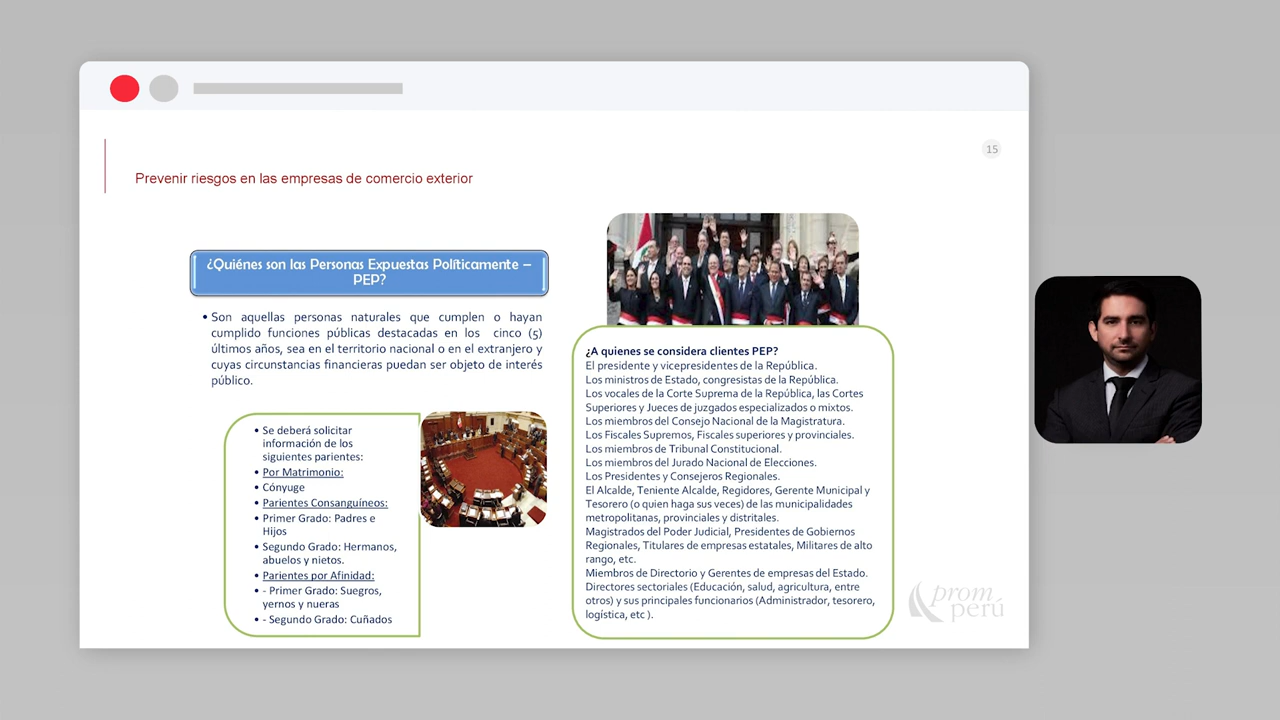 15
Prevenir riesgos en las empresas de comercio exterior
¿Quiénes son las Personas Expuestas Políticamente –
PEP?
• Son aquellas personas naturales que cumplen o hayan
cumplido funciones públicas destacadas en los cinco (5)
últimos años, sea en el territorio nacional o en el extranjero y
cuyas circunstancias financieras puedan ser objeto de interés
público.
• Se deberá solicitar
información de los
siguientes parientes:
• Por Matrimonio:
• Cónyuge
• Parientes Consanguíneos:
• Primer Grado: Padres e
Hijos
• Segundo Grado: Hermanos,
abuelos y nietos.
• Parientes por Afinidad:
• - Primer Grado: Suegros,
yernos y nueras
• - Segundo Grado: Cuñados
¿A quienes se considera clientes PEP?
El presidente y vicepresidentes de la República.
Los ministros de Estado, congresistas de la República.
Los vocales de la Corte Suprema de la República, las Cortes
Superiores y Jueces de juzgados especializados o mixtos.
Los miembros del Consejo Nacional de la Magistratura.
Los Fiscales Supremos, Fiscales superiores y provinciales.
Los miembros de Tribunal Constitucional.
Los miembros del Jurado Nacional de Elecciones.
Los Presidentes y Consejeros Regionales.
El Alcalde, Teniente Alcalde, Regidores, Gerente Municipal y
Tesorero (o quien haga sus veces) de las municipalidades
metropolitanas, provinciales y distritales.
Magistrados del Poder Judicial, Presidentes de Gobiernos
Regionales, Titulares de empresas estatales, Militares de alto
rango, etc.
Miembros de Directorio y Gerentes de empresas del Estado.
Directores sectoriales (Educación, salud, agricultura, entre
otros) y sus principales funcionarios (Administrador, tesorero,
logística, etc ).
prom
perú